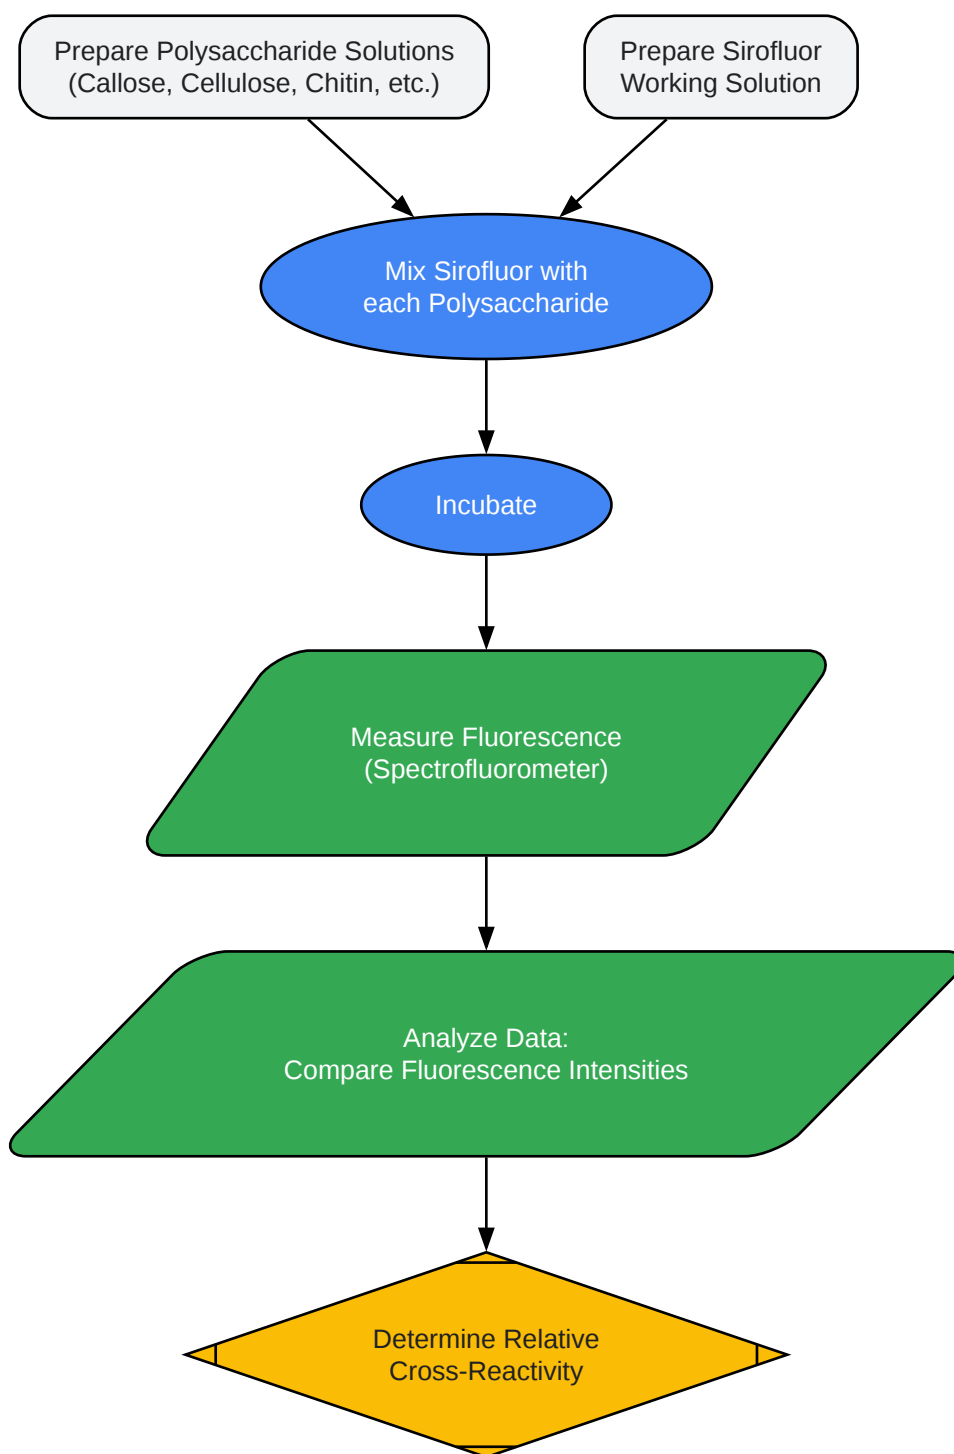 Prepare Polysaccharide Solutions
(Callose, Cellulose, Chitin, etc.)
Prepare Sirofluor
Working Solution
Mix Sirofluor with
each Polysaccharide
Incubate
Measure Fluorescence
(Spectrofluorometer)
Analyze Data:
Compare Fluorescence Intensities
Determine Relative
Cross-Reactivity